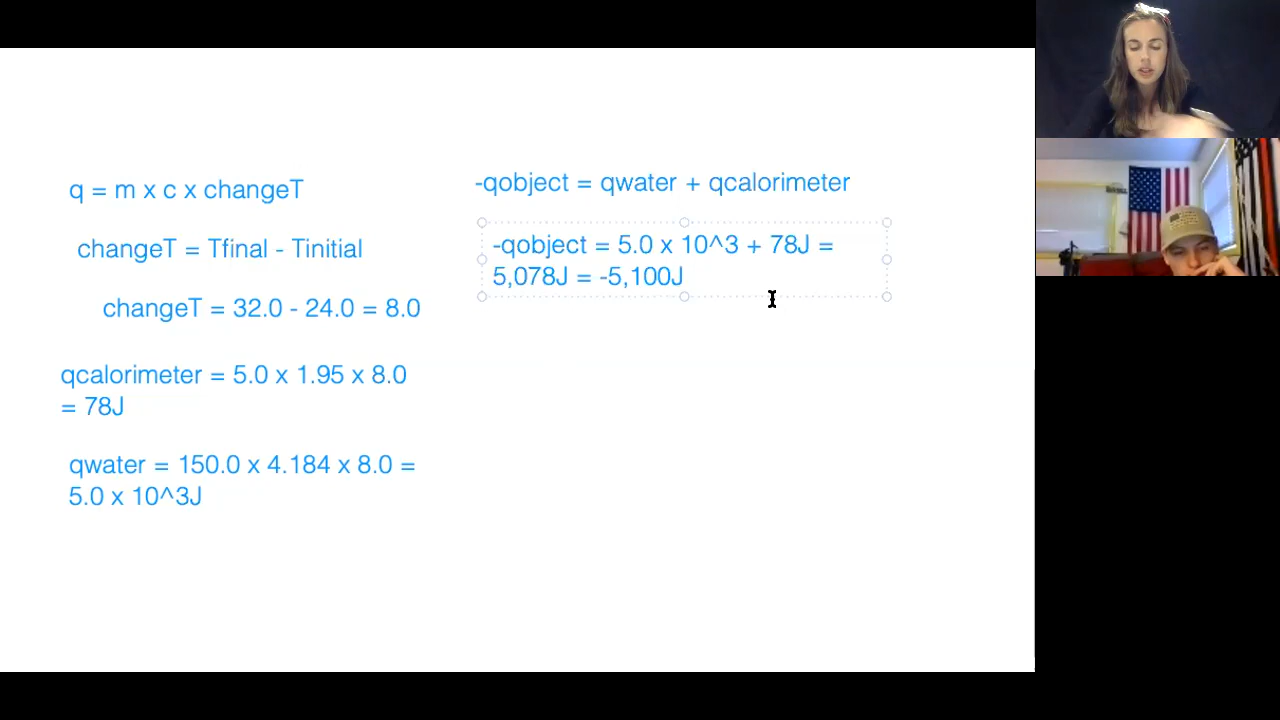 q = m x c x changeT
changeT = Tfinal - Tinitial
changeT = 32.0 - 24.0 = 8.0
qcalorimeter = 5.0 x 1.95 x 8.0
= 78J
qwater = 150.0 x 4.184 x 8.0 =
5.0 x 10^3J
-qobject = qwater + qcalorimeter
-qobject = 5.0 x 10^3 + 78J =
5,078J = -5,100J